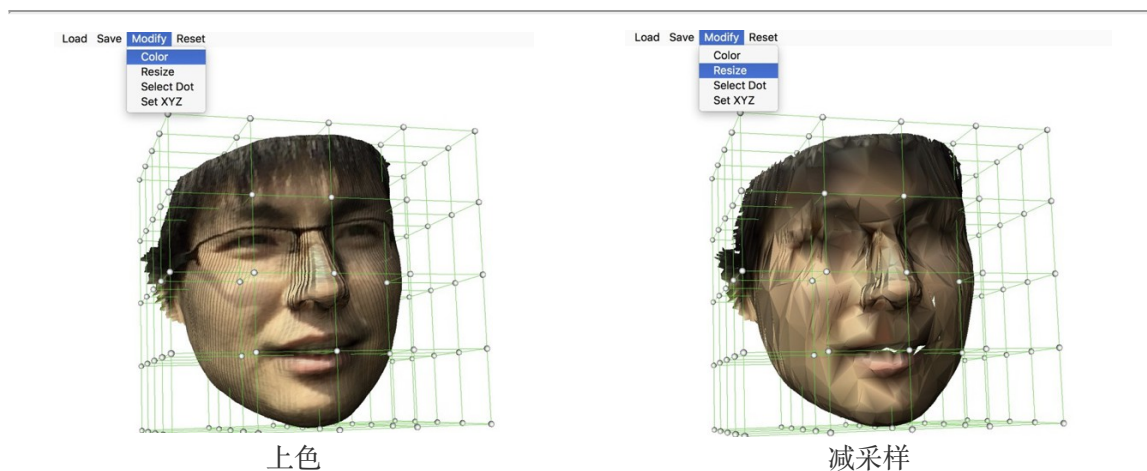 Load Save Modify Reset
Color
Resize
Select Dot
Set XYZ
上色
Load Save Modify Reset
Color
Resize
Select Dot
Set XYZ
减采样